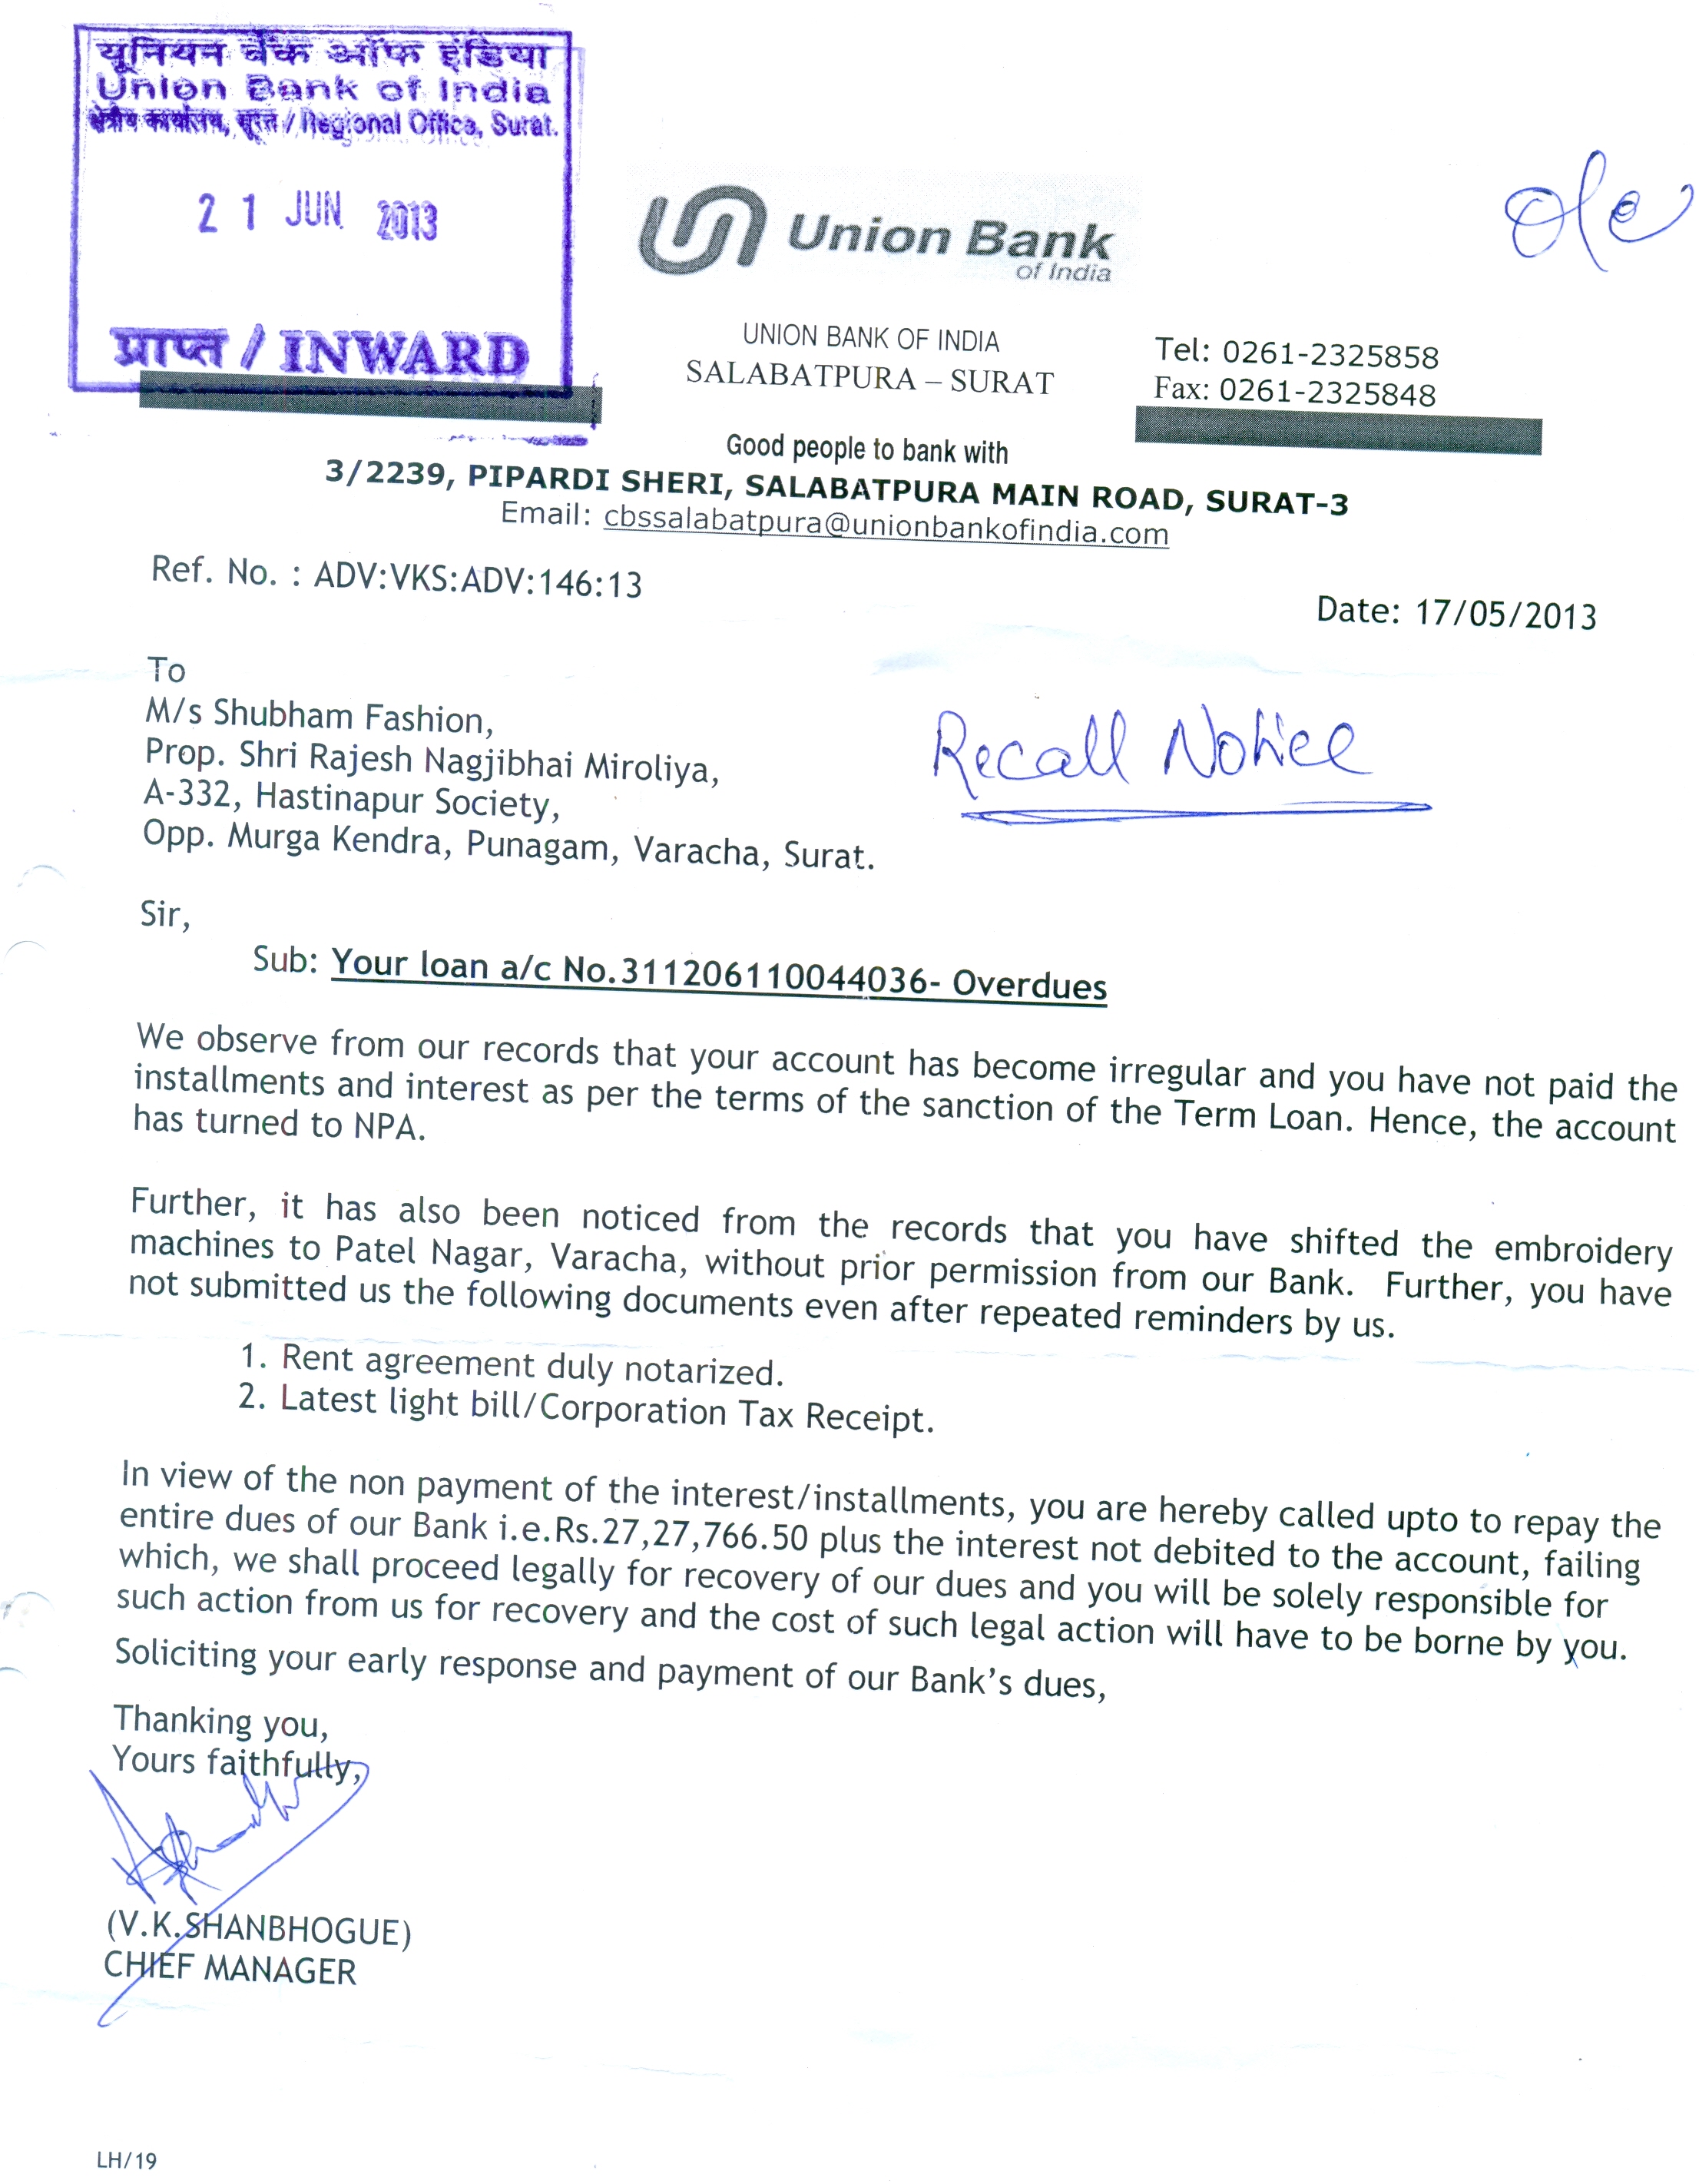 यूनियन बैंक ऑफ इंडिया
Union Bank of India
क्षेत्रीय कार्यालय, सूरत / Regional Office, Surat.
21 JUN 2013
प्राप्त / INWARD
Union Bank
of India
UNION BANK OF INDIA
SALABATPURA – SURAT
Tel: 0261-2325858
Fax: 0261-2325848
Good people to bank with
3/2239, PIPARDI SHERI, SALABATPURA MAIN ROAD, SURAT-3
Email: cbssalabatpura@unionbankofindia.com
Ref. No. : ADV:VKS:ADV:146:13
Date: 17/05/2013
To
M/s Shubham Fashion,
Prop. Shri Rajesh Nagjibhai Miroliya,
A-332, Hastinapur Society,
Opp. Murga Kendra, Punagam, Varacha, Surat.
Recall Notice
Sir,
Sub: Your loan a/c No.311206110044036- Overdues
We observe from our records that your account has become irregular and you have not paid the
installments and interest as per the terms of the sanction of the Term Loan. Hence, the account
has turned to NPA.
Further, it has also been noticed from the records that you have shifted the embroidery
machines to Patel Nagar, Varacha, without prior permission from our Bank. Further, you have
not submitted us the following documents even after repeated reminders by us.
1. Rent agreement duly notarized.
2. Latest light bill/Corporation Tax Receipt.
In view of the non payment of the interest/installments, you are hereby called upto to repay the
entire dues of our Bank i.e.Rs.27,27,766.50 plus the interest not debited to the account, failing
which, we shall proceed legally for recovery of our dues and you will be solely responsible for
such action from us for recovery and the cost of such legal action will have to be borne by you.
Soliciting your early response and payment of our Bank's dues,
Thanking you,
Yours faithfully,
(V.K.SHANBHOGUE)
CHIEF MANAGER
LH/19